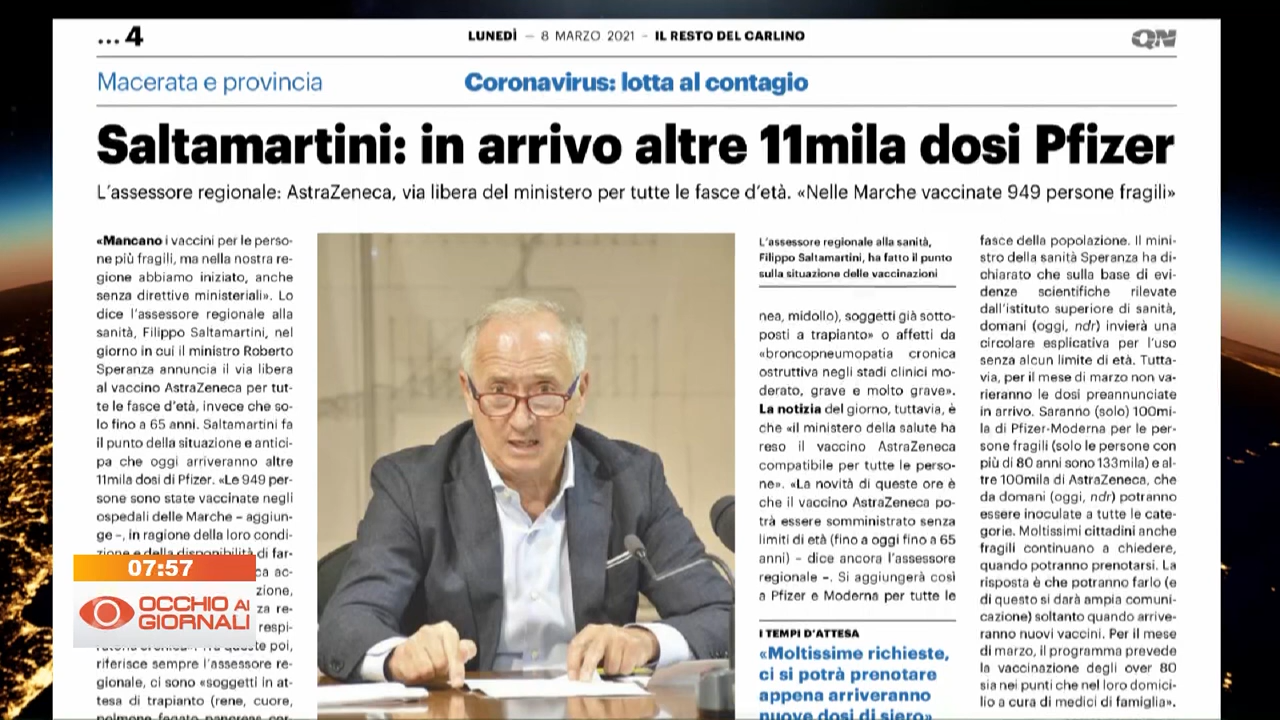 ... 4
LUNEDÌ — 8 MARZO 2021 – IL RESTO DEL CARLINO
QN
Macerata e provincia
Coronavirus: lotta al contagio
Saltamartini: in arrivo altre 11mila dosi Pfizer
L'assessore regionale: AstraZeneca, via libera del ministero per tutte le fasce d'età. «Nelle Marche vaccinate 949 persone fragili»
«Mancano i vaccini per le perso-
ne più fragili, ma nella nostra re-
gione abbiamo iniziato, anche
senza direttive ministeriali». Lo
dice l'assessore regionale alla
sanità, Filippo Saltamartini, nel
giorno in cui il ministro Roberto
Speranza annuncia il via libera
al vaccino AstraZeneca per tut-
te le fasce d'età, invece che so-
lo fino a 65 anni. Saltamartini fa
il punto della situazione e antici-
pa che oggi arriveranno altre
11mila dosi di Pfizer. «Le 949 per-
sone sono state vaccinate negli
ospedali delle Marche – aggiun-
ge –, in ragione della loro condi-
zione e della disponibilità di far-
ca ac-
zione,
za re-
respi-
te poi,
riferisce sempre l'assessore re-
gionale, ci sono «soggetti in at-
tesa di trapianto (rene, cuore,
polmone, fegato, pancreas, cor-
07:57
OCCHIO AI
GIORNALI
L'assessore regionale alla sanità,
Filippo Saltamartini, ha fatto il punto
sulla situazione delle vaccinazioni
nea, midollo), soggetti già sotto-
posti a trapianto» o affetti da
«broncopneumopatia cronica
ostruttiva negli stadi clinici mo-
derato, grave e molto grave».
La notizia del giorno, tuttavia, è
che «il ministero della salute ha
reso il vaccino AstraZeneca
compatibile per tutte le perso-
ne». «La novità di queste ore è
che il vaccino AstraZeneca po-
trà essere somministrato senza
limiti di età (fino a oggi fino a 65
anni) – dice ancora l'assessore
regionale –. Si aggiungerà così
a Pfizer e Moderna per tutte le
I TEMPI D'ATTESA
«Moltissime richieste,
ci si potrà prenotare
appena arriveranno
nuove dosi di siero»
fasce della popolazione. Il mini-
stro della sanità Speranza ha di-
chiarato che sulla base di evi-
denze scientifiche rilevate
dall'istituto superiore di sanità,
domani (oggi, ndr) invierà una
circolare esplicativa per l'uso
senza alcun limite di età. Tutta-
via, per il mese di marzo non va-
rieranno le dosi preannunciate
in arrivo. Saranno (solo) 100mi-
la di Pfizer-Moderna per le per-
sone fragili (solo le persone con
più di 80 anni sono 133mila) e al-
tre 100mila di AstraZeneca, che
da domani (oggi, ndr) potranno
essere inoculate a tutte le cate-
gorie. Moltissimi cittadini anche
fragili continuano a chiedere,
quando potranno prenotarsi. La
risposta è che potranno farlo (e
di questo si darà ampia comuni-
cazione) soltanto quando arrive-
ranno nuovi vaccini. Per il mese
di marzo, il programma prevede
la vaccinazione degli over 80
sia nei punti che nel loro domici-
lio a cura di medici di famiglia».